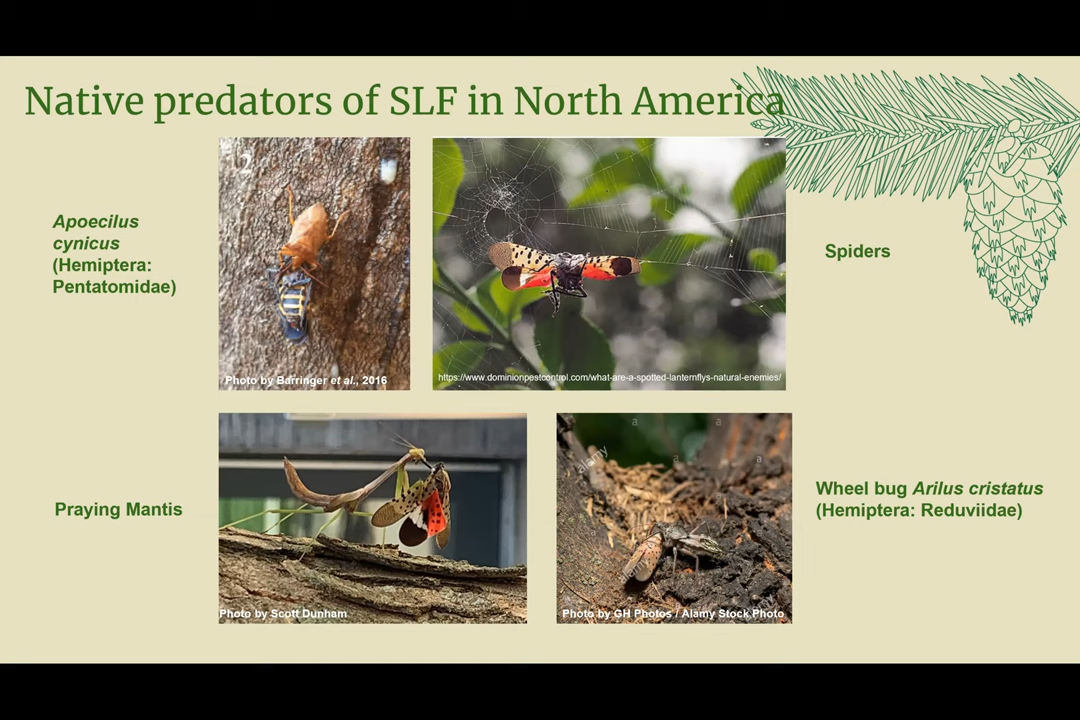 Native predators of SLF in North America
Apoecilus
cynicus
(Hemiptera:
Pentatomidae)
12
Photo by Barringer et al., 2016
https://www.dominionpestcontrol.com/what-are-a-spotted-lanternflys-natural-enemies/
Spiders
Praying Mantis
Photo by Scott Dunham
alamy
a
a
a
a
Photo by GH Photos / Alamy Stock Photo
Wheel bug Arilus cristatus
(Hemiptera: Reduviidae)